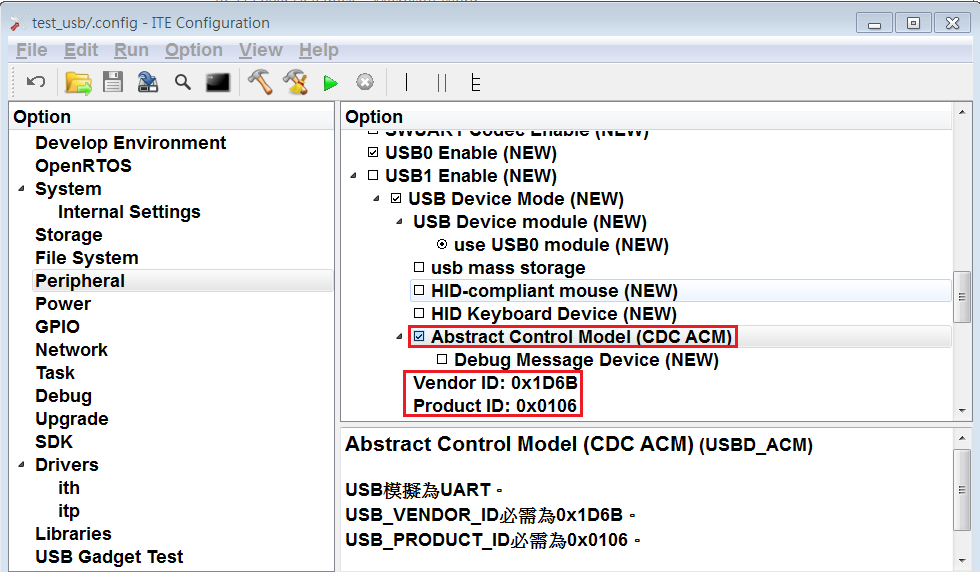 test_usb/.config - ITE Configuration
File Edit Run Option View Help
Option
Develop Environment
OpenRTOS
System
Internal Settings
Storage
File System
Peripheral
Power
GPIO
Network
Task
Debug
Upgrade
SDK
Drivers
ith
itp
Libraries
USB Gadget Test
Option
SWUART Codec Enable (NEW)
USB0 Enable (NEW)
USB1 Enable (NEW)
USB Device Mode (NEW)
USB Device module (NEW)
use USB0 module (NEW)
usb mass storage
HID-compliant mouse (NEW)
HID Keyboard Device (NEW)
Abstract Control Model (CDC ACM)
Debug Message Device (NEW)
Vendor ID: 0x1D6B
Product ID: 0x0106
Abstract Control Model (CDC ACM) (USBD_ACM)
USB模擬為UART。
USB_VENDOR_ID必需為0x1D6B。
USB_PRODUCT_ID必需為0x0106。